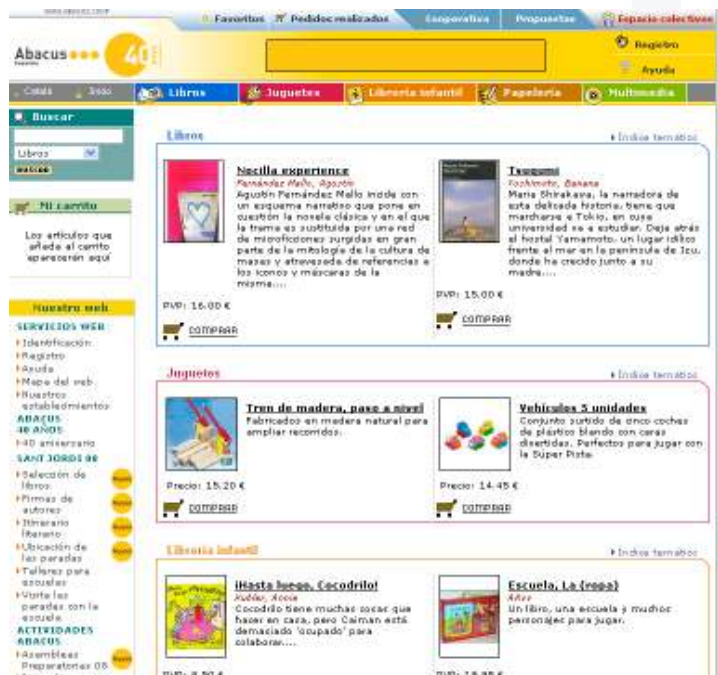 Favoritos
Pedidos realizados
Cooperativa
Propuestas
Espacio colectivos
Abacus
40
Registro
Ayuda
Català
Inicio
Libros
Juguetes
Librería infantil
Papelería
Multimedia
Buscar
Libros
BUSCAR
Mi carrito
Los artículos que
añada al carrito
aparecerán aquí
Nuestra web
SERVICIOS WEB
Identificación
Registro
Ayuda
Mapa del web
Nuestros
establecimientos
ABACUS
40 AÑOS
40 aniversario
SANT JORDI 08
Selección de
libros
Firmas de
autores
Itinerario
literario
Ubicación de
las paradas
Talleres para
escuelas
Visita las
paradas con la
escuela
ACTIVIDADES
ABACUS
Asambleas
Preparatorias 08
Libros
Índice temático
Nocilla experience
Fernández Mallo, Agustín
Agustín Fernández Mallo incide con
un esquema narrativo que pone en
cuestión la novela clásica y en el que
la trama es sustituida por una red
de microficciones surgidas en gran
parte de la mitología de la cultura de
masas y atravesada de referencias a
los iconos y máscaras de la
misma....
PVP: 16.00 €
COMPRAR
Tsugumi
Yoshimoto, Banana
Maria Shirakawa, la narradora de
esta delicada historia, tiene que
marcharse a Tokio, en cuya
universidad va a estudiar. Deja atrás
el hostal Yamamoto, un lugar idílico
frente al mar en la península de Izu,
donde ha crecido junto a su
madre....
PVP: 15.00 €
COMPRAR
Juguetes
Índice temático
Tren de madera, paso a nivel
Fabricados en madera natural para
ampliar recorridos.
Precio: 15.20 €
COMPRAR
Vehículos 5 unidades
Conjunto surtido de cinco coches
de plástico blando con caras
divertidas. Perfectos para jugar con
la Súper Pista.
Precio: 14.45 €
COMPRAR
Librería infantil
Índice temático
¡Hasta luego, Cocodrilo!
Cocodrilo tiene muchas cosas que
hacer en casa, pero Caiman está
demasiado 'ocupado' para
colaborar....
Escuela, La (ropa)
Un libro, una escuela y muchos
personajes para jugar.